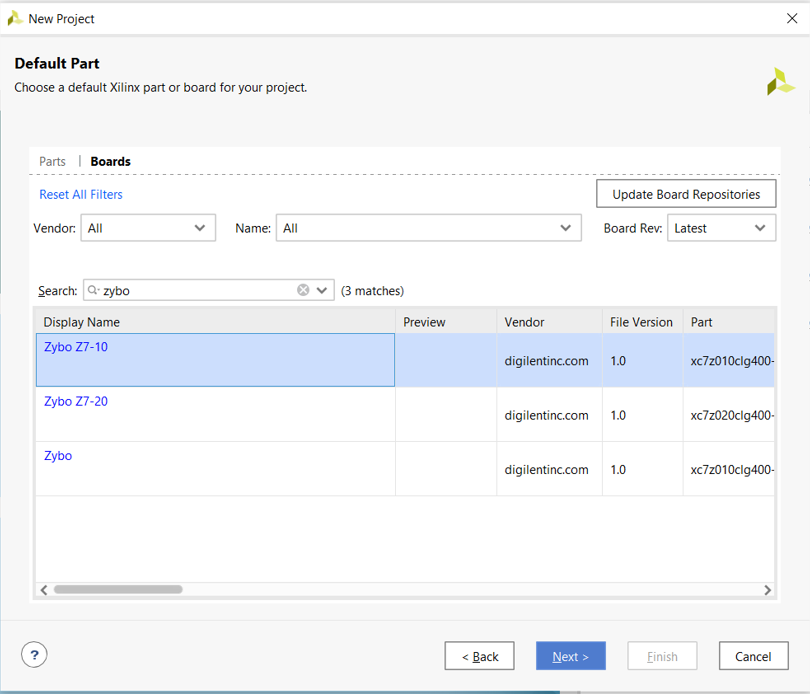 New Project
Default Part
Choose a default Xilinx part or board for your project.
Parts | Boards
Reset All Filters
Update Board Repositories
Vendor: All Name: All Board Rev: Latest
Search: zybo (3 matches)
Display Name Preview Vendor File Version Part
Zybo Z7-10 digilentinc.com 1.0 xc7z010clg400-
Zybo Z7-20 digilentinc.com 1.0 xc7z020clg400-
Zybo digilentinc.com 1.0 xc7z010clg400-
? < Back Next > Finish Cancel